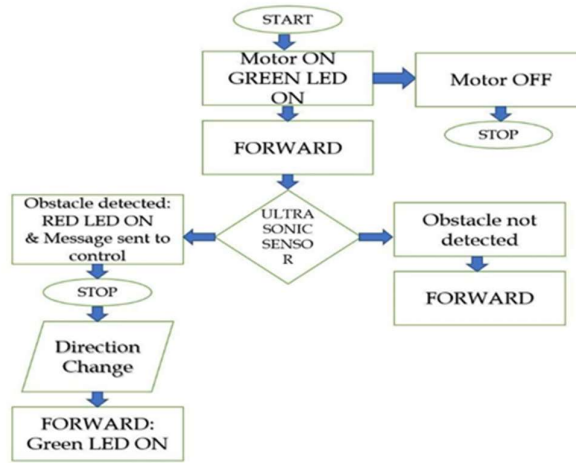 START
Motor ON
GREEN LED
ON
Motor OFF
STOP
FORWARD
ULTRA
SONIC
SENSO
R
Obstacle detected:
RED LED ON
& Message sent to
control
STOP
Direction
Change
FORWARD:
Green LED ON
Obstacle not
detected
FORWARD